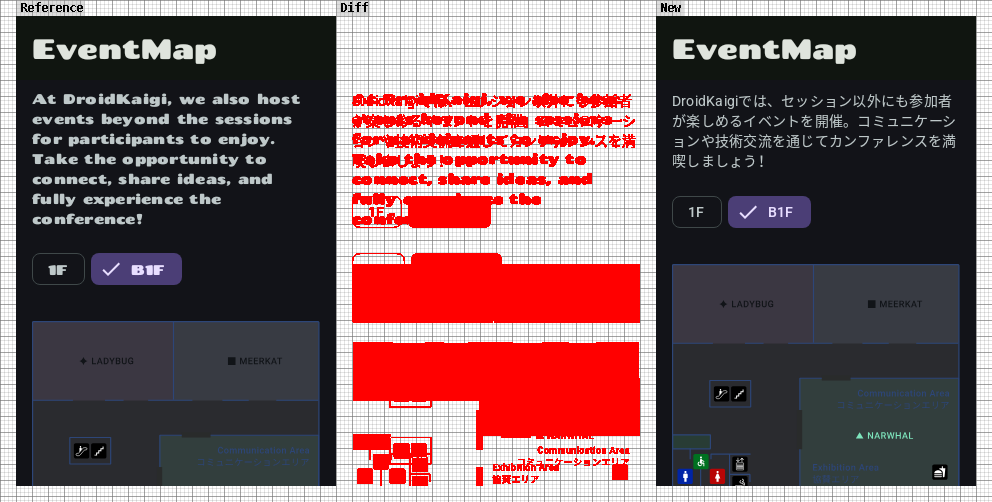 Reference
Diff
New
EventMap
At DroidKaigi, we also host
events beyond the sessions
for participants to enjoy.
Take the opportunity to
connect, share ideas, and
fully experience the
conference!
1F
B1F
LADYBUG
MEERKAT
Communication Area
コミュニケーションエリア
1F
NARWHAL
Communication Area
コミュニケーションエリア
Exhibition Area
協賛エリア
EventMap
DroidKaigiでは、セッション以外にも参加者
が楽しめるイベントを開催。コミュニケーショ
ンや技術交流を通じてカンファレンスを満
喫しましょう！
1F
B1F
LADYBUG
MEERKAT
Communication Area
コミュニケーションエリア
NARWHAL
Exhibition Area